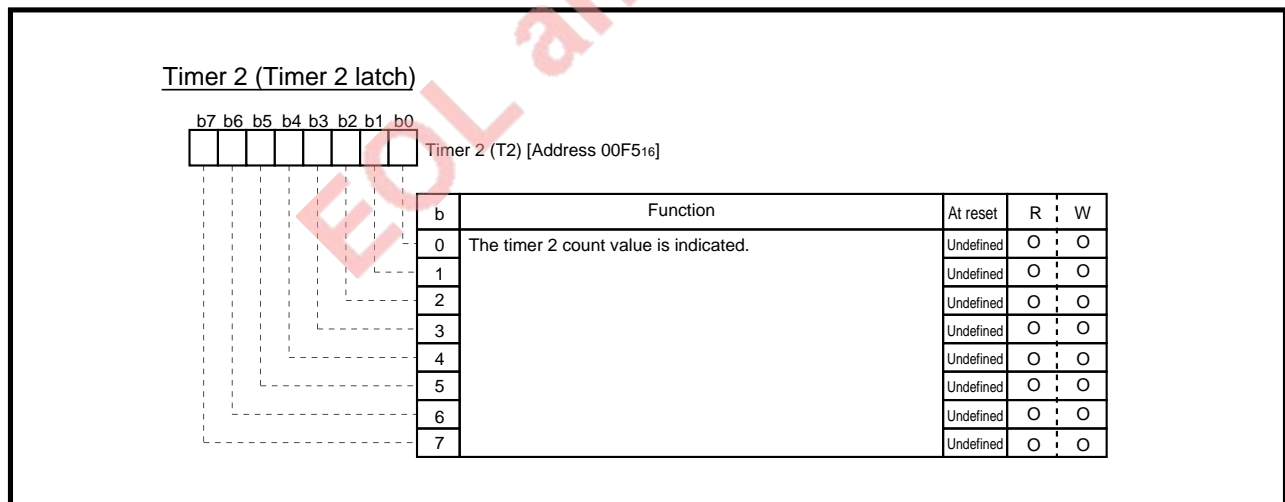 Timer 2 (Timer 2 latch)
b7 b6 b5 b4 b3 b2 b1 b0
Timer 2 (T2) [Address 00F516]
b Function At reset R W
0 The timer 2 count value is indicated. Undefined O O
1 Undefined O O
2 Undefined O O
3 Undefined O O
4 Undefined O O
5 Undefined O O
6 Undefined O O
7 Undefined O O
EOL